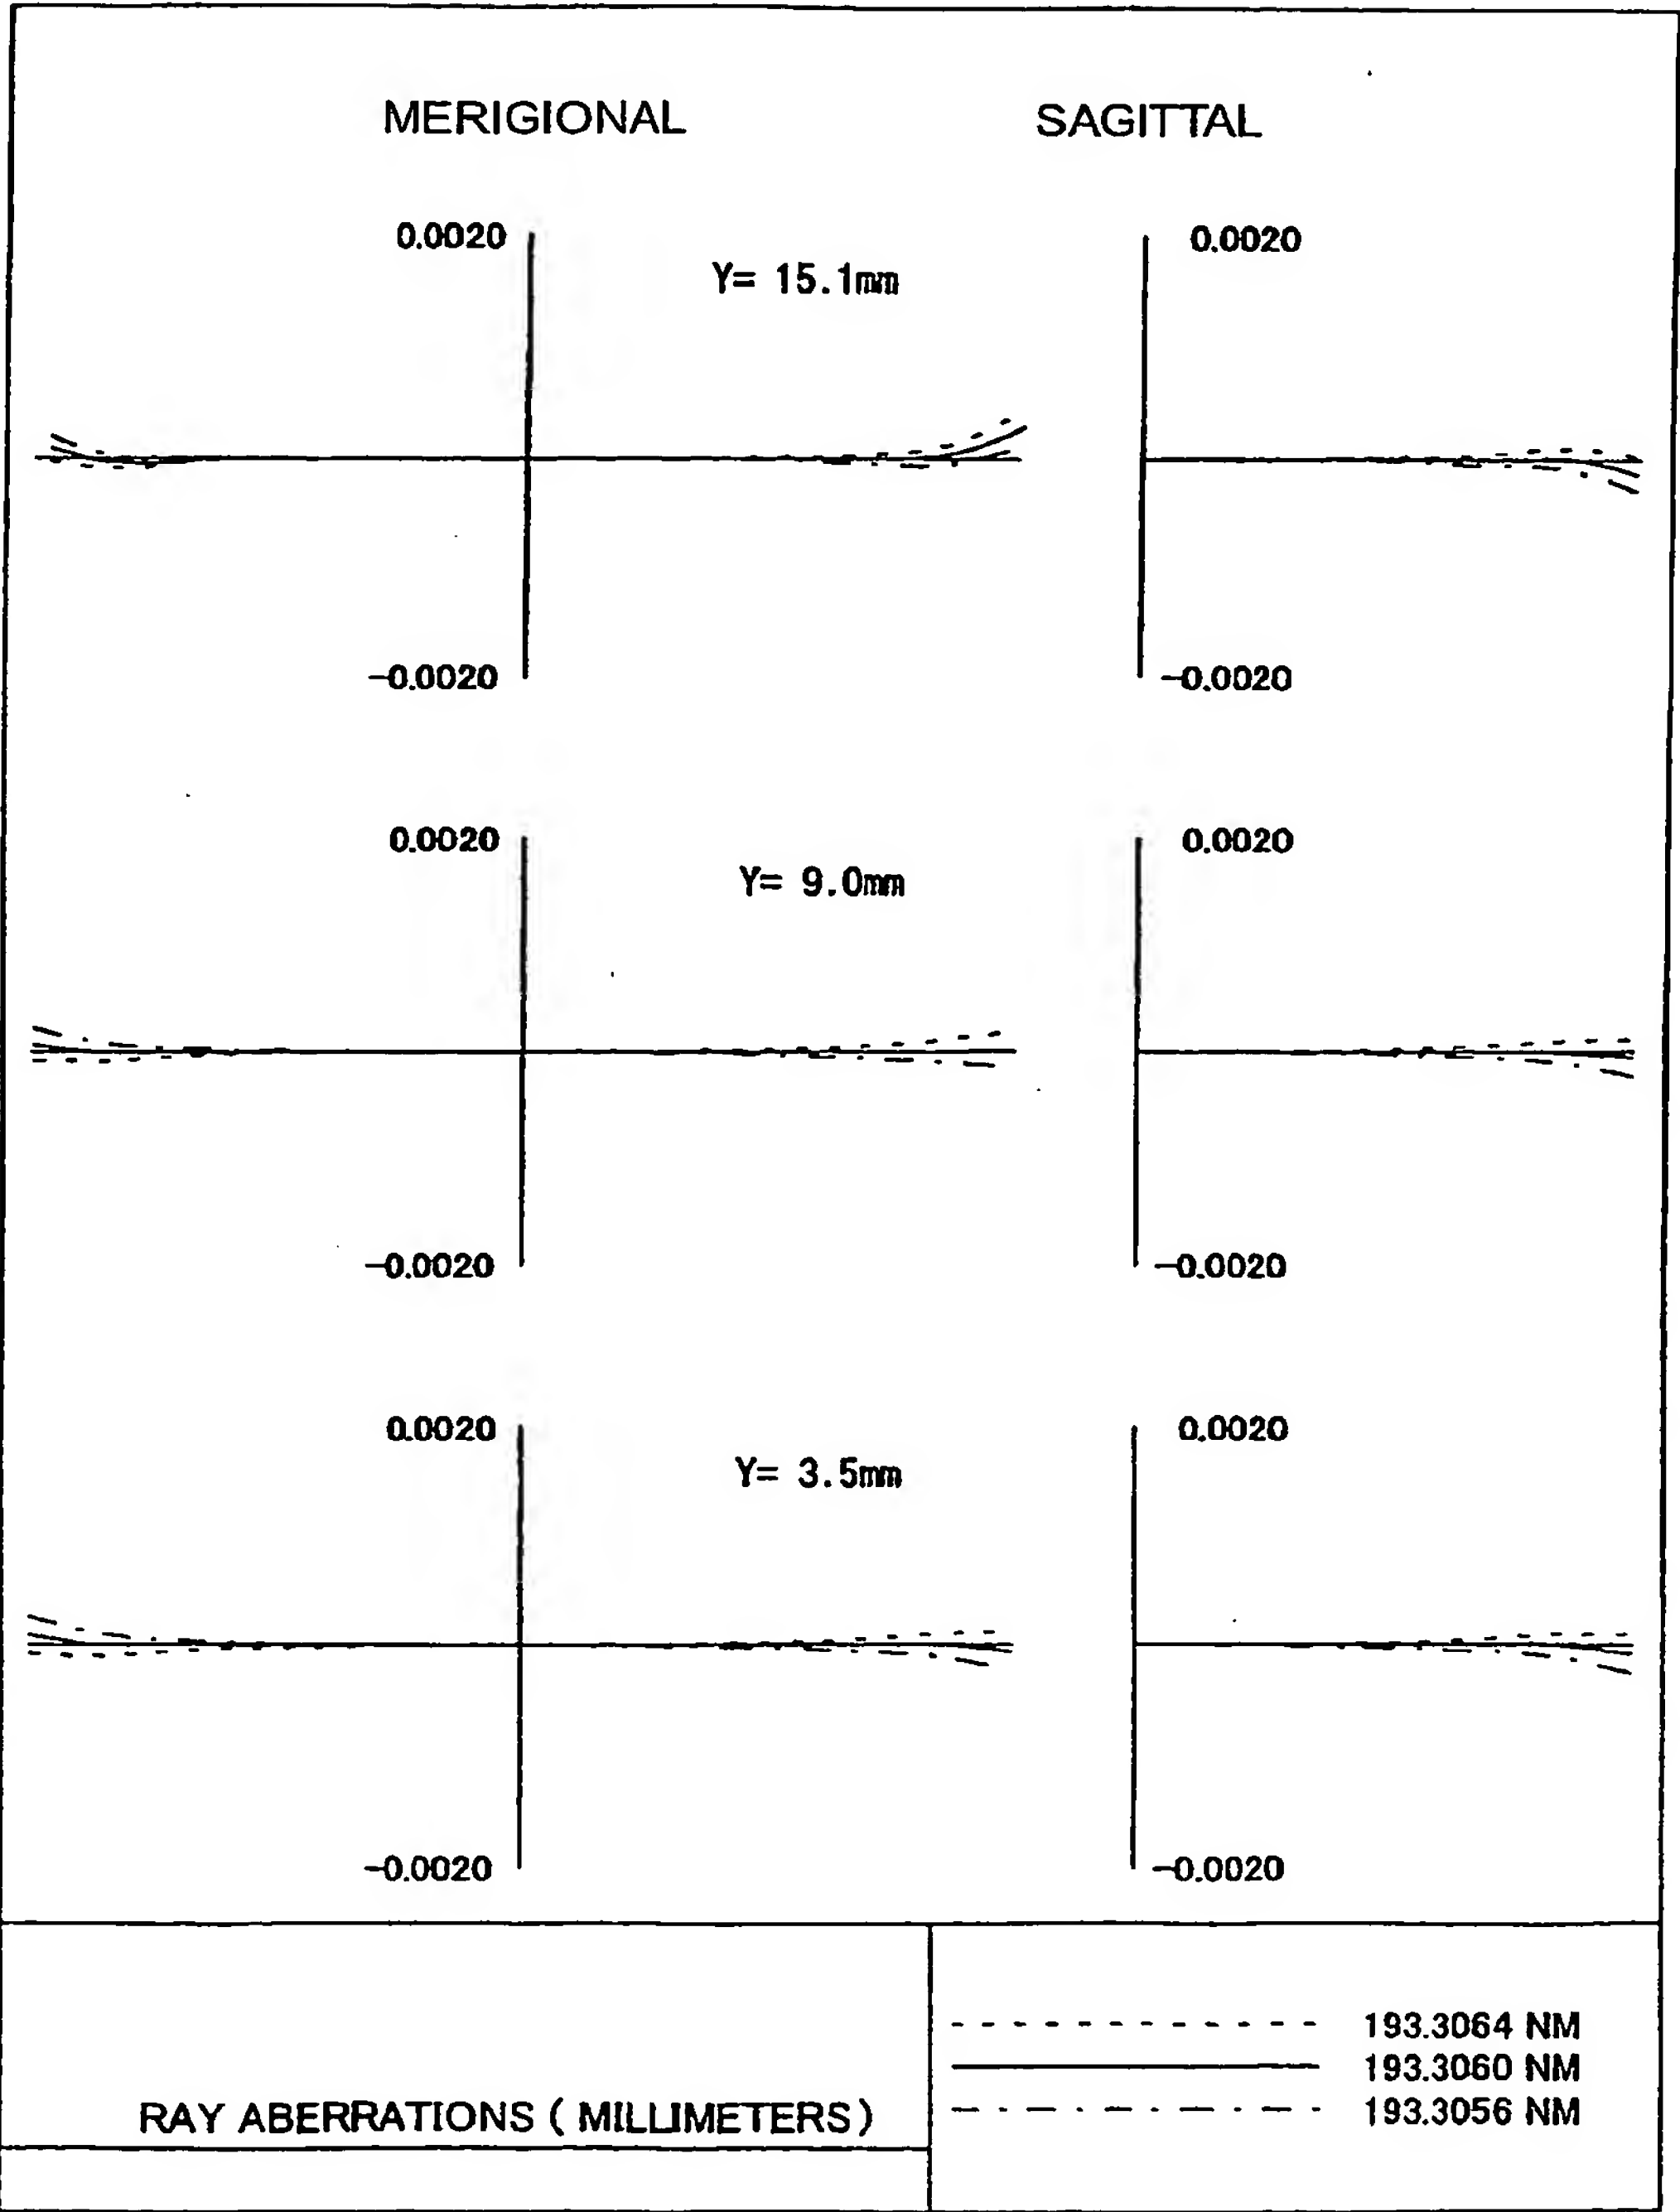 MERIGIONAL SAGITTAL
0.0020 0.0020
Y= 15.1mm
-0.0020 -0.0020
0.0020 0.0020
Y= 9.0mm
-0.0020 -0.0020
0.0020 0.0020
Y= 3.5mm
-0.0020 -0.0020
193.3064 NM
193.3060 NM
RAY ABERRATIONS ( MILLIMETERS) 193.3056 NM